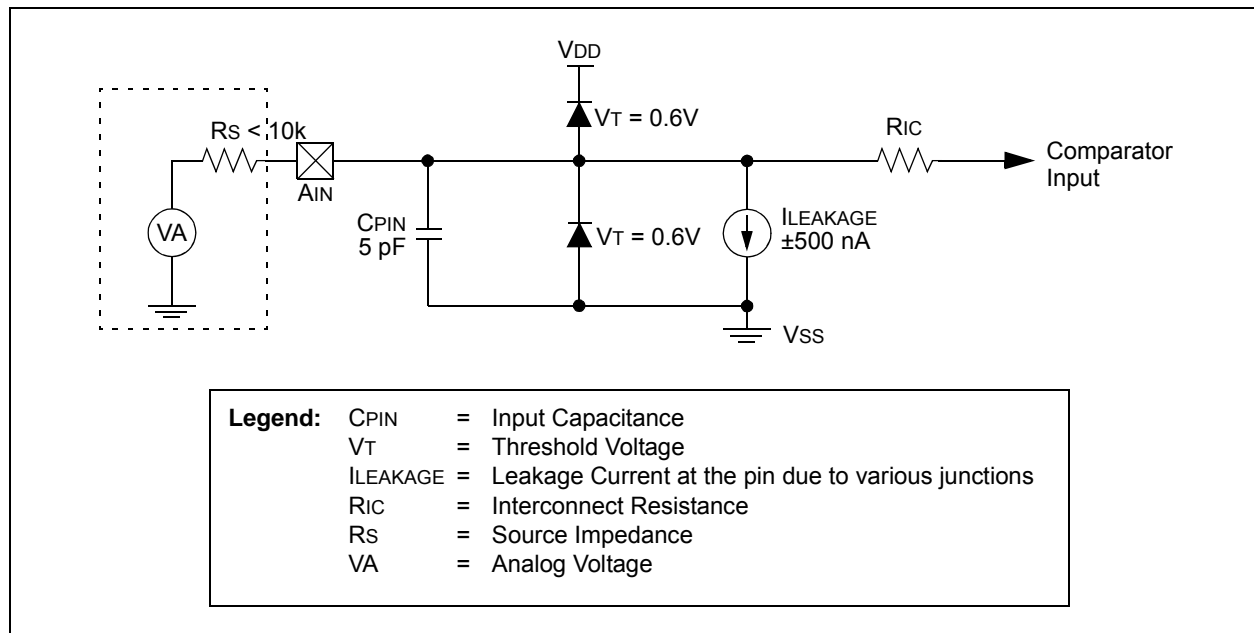 VDD
RS < 10k
VT = 0.6V
RIC
Comparator
Input
AIN
VA
CPIN
5 pF
VT = 0.6V
ILEAKAGE
±500 nA
VSS
Legend: CPIN = Input Capacitance
VT = Threshold Voltage
ILEAKAGE = Leakage Current at the pin due to various junctions
RIC = Interconnect Resistance
RS = Source Impedance
VA = Analog Voltage